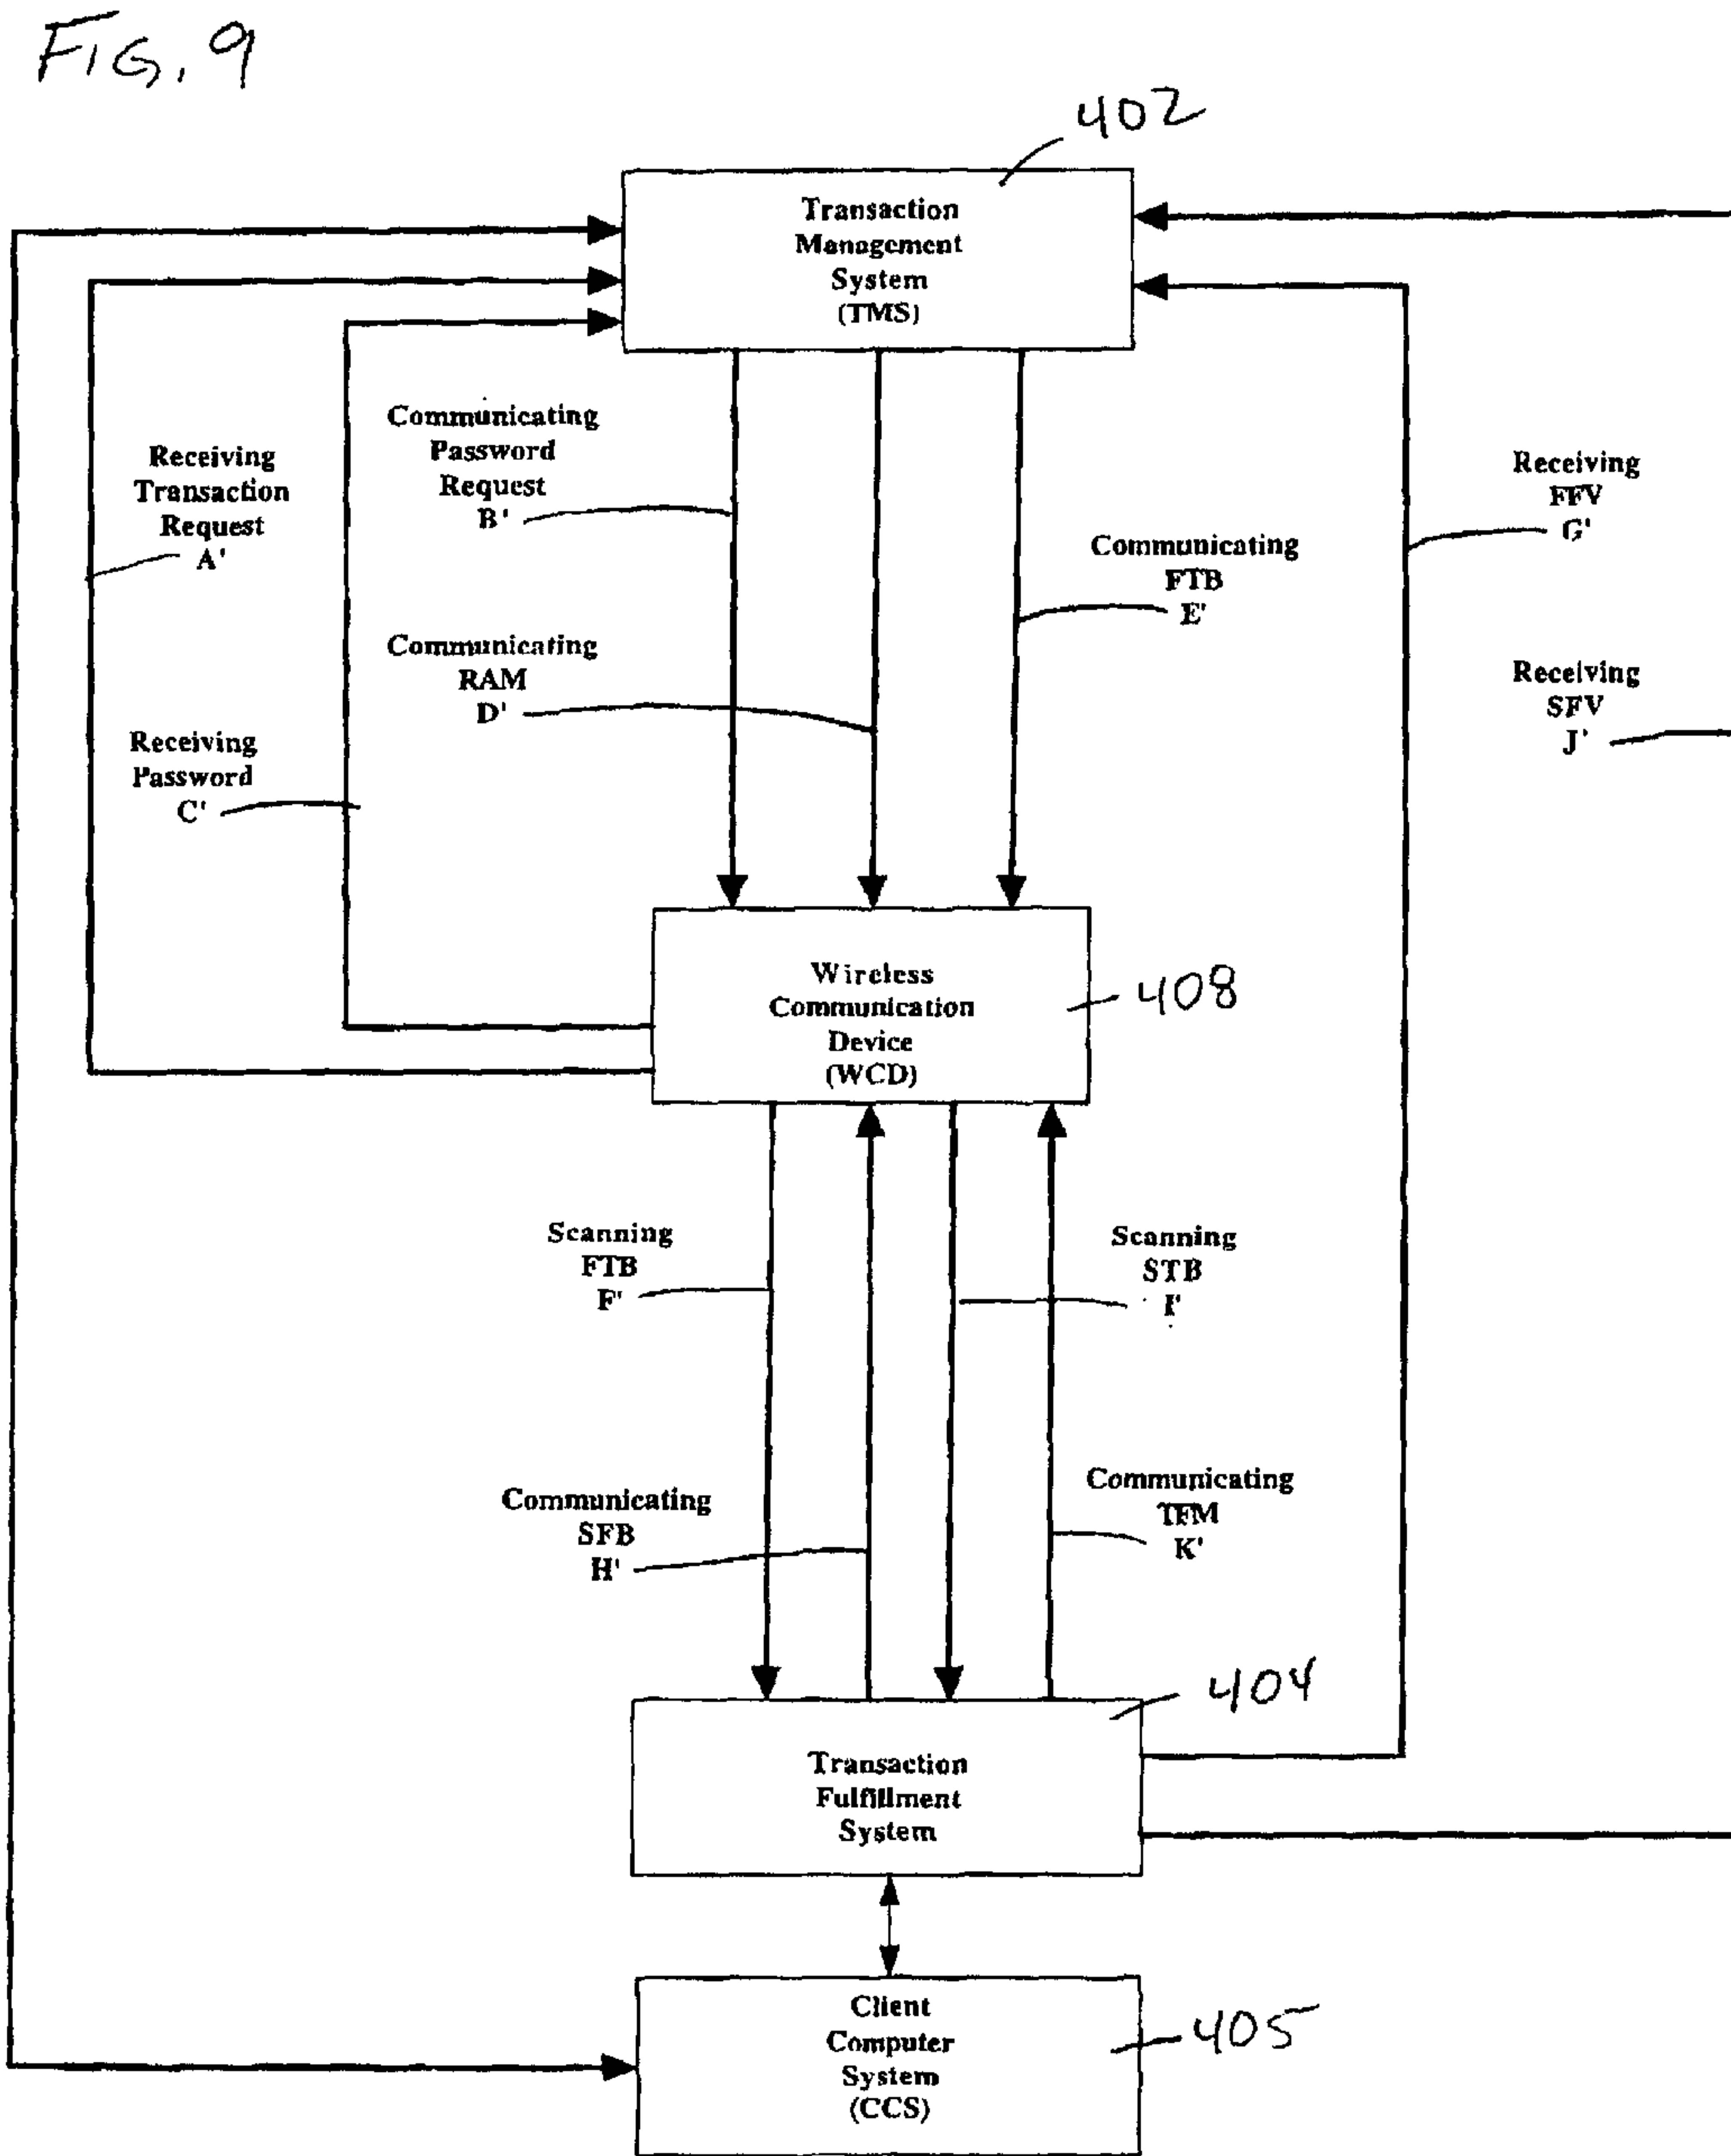 FIG. 9
402
Transaction
Management
System
(TMS)
Communicating
Password
Request
B'
Receiving
Transaction
Request
A'
Receiving
FFV
G'
Communicating
FTB
E'
Communicating
RAM
D'
Receiving
SFV
J'
Receiving
Password
C'
Wireless
Communication
Device
(WCD)
408
Scanning
FTB
F'
Scanning
STB
I'
Communicating
SFB
H'
Communicating
TFM
K'
404
Transaction
Fulfillment
System
Client
Computer
System
(CCS)
405